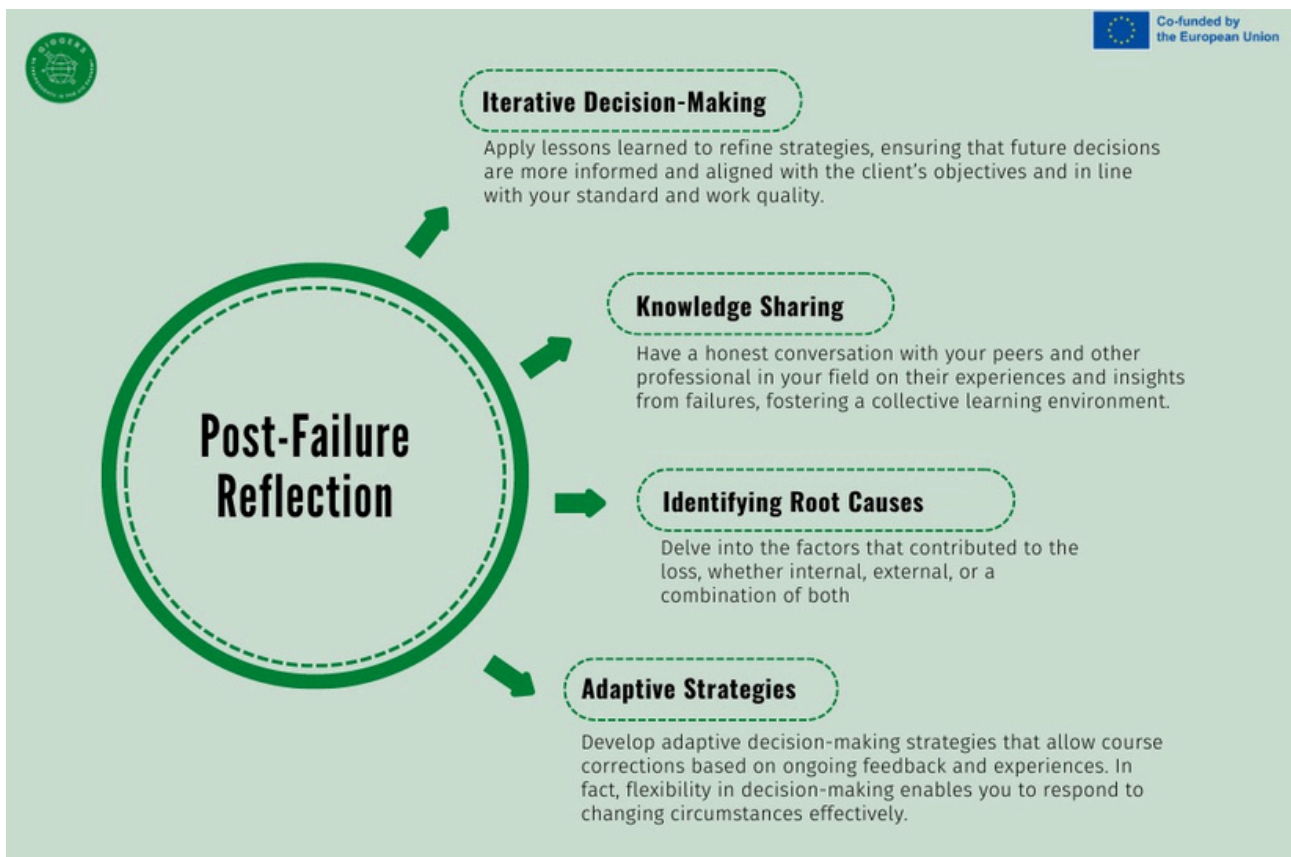 GIGGERS
Co-funded by
the European Union
Iterative Decision-Making
Apply lessons learned to refine strategies, ensuring that future decisions
are more informed and aligned with the client's objectives and in line
with your standard and work quality.
Knowledge Sharing
Have a honest conversation with your peers and other
professional in your field on their experiences and insights
from failures, fostering a collective learning environment.
Post-Failure
Reflection
Identifying Root Causes
Delve into the factors that contributed to the
loss, whether internal, external, or a
combination of both
Adaptive Strategies
Develop adaptive decision-making strategies that allow course
corrections based on ongoing feedback and experiences. In
fact, flexibility in decision-making enables you to respond to
changing circumstances effectively.